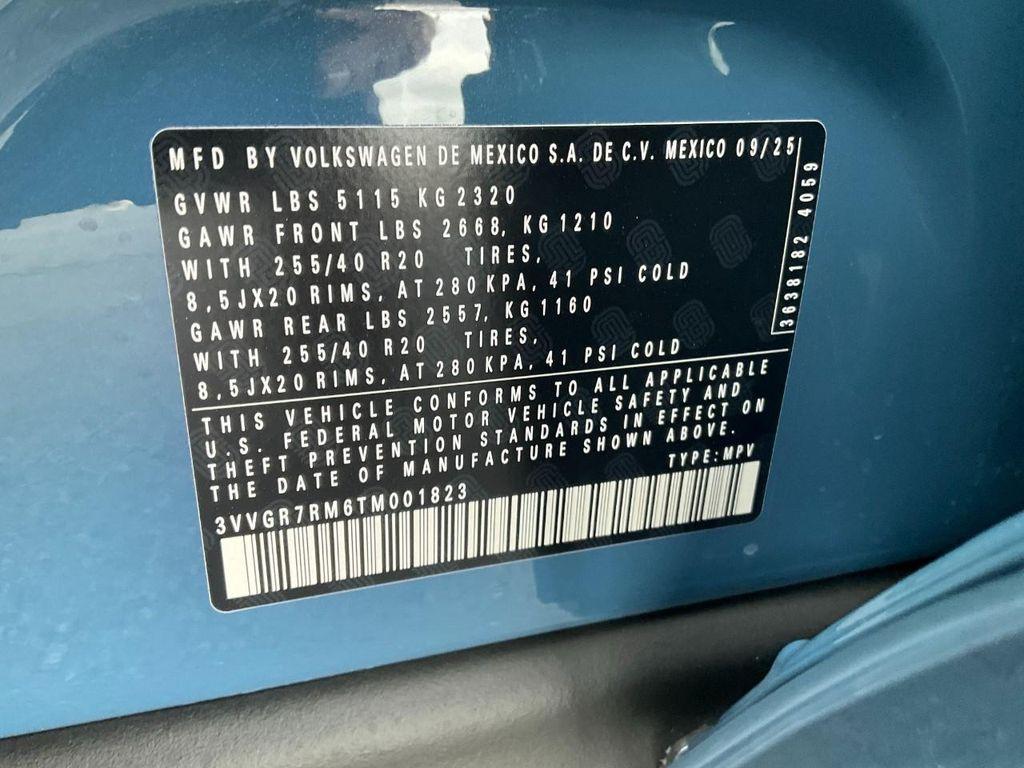 MFD BY VOLKSWAGEN DE MEXICO S.A. DE C.V. MEXICO 09/25
GVWR LBS 5115 KG 2320
GAWR FRONT LBS 2668, KG 1210
WITH 255/40 R20 TIRES,
8,5JX20 RIMS, AT 280 KPA, 41 PSI COLD
GAWR REAR LBS 2557, KG 1160
WITH 255/40 R20 TIRES,
8,5JX20 RIMS, AT 280 KPA, 41 PSI COLD
3638182 4059
THIS VEHICLE CONFORMS TO ALL APPLICABLE
U.S. FEDERAL MOTOR VEHICLE SAFETY AND
THEFT PREVENTION STANDARDS IN EFFECT ON
THE DATE OF MANUFACTURE SHOWN ABOVE.
TYPE: MPV
3VVGR7RM6TM001823